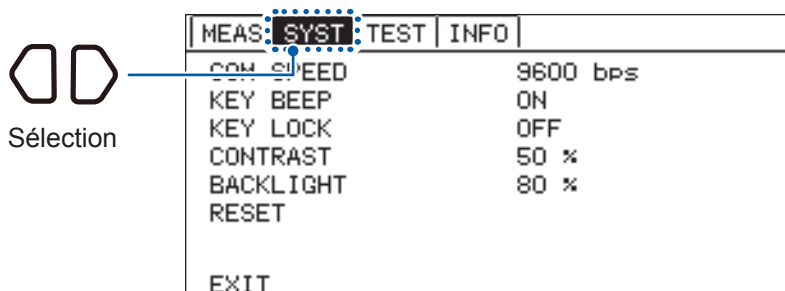 MEAS SYST TEST INFO
COM SPEED 9600 bps
KEY BEEP ON
Sélection
KEY LOCK OFF
CONTRAST 50 %
BACKLIGHT 80 %
RESET
EXIT